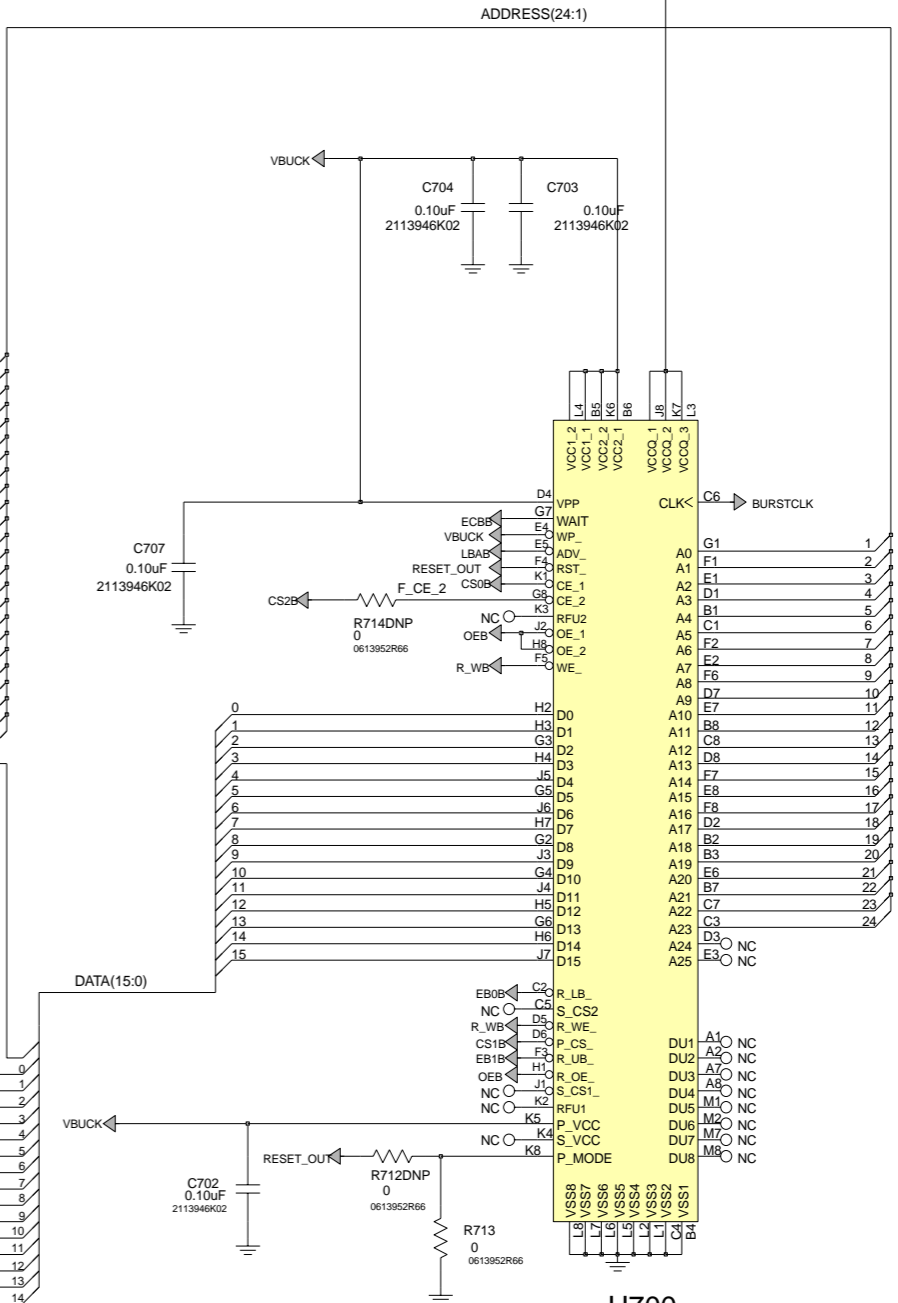 ADDRESS(24:1)
VBUCK
C704
0.10uF
2113946K02
C703
0.10uF
2113946K02
L4 B5 K6 B6 J8 K7 L3
VCC1_2 VCC1_1 VCC2_2 VCC2_1 VCCQ_1 VCCQ_2 VCCQ_3
C707
0.10uF
2113946K02
D4 VPP
ECBB G7 WAIT
VBUCK E4 WP_
LBAB E5 ADV_
RESET_OUT F4 RST_
CS0B K1 CE_1
CS2B F_CE_2 G8 CE_2
R714DNP
0
0613952R66
NC K3 RFU2
OEB J2 OE_1
H8 OE_2
R_WB F5 WE_
CLK< C6 BURSTCLK
A0 G1 1
A1 F1 2
A2 E1 3
A3 D1 4
A4 B1 5
A5 C1 6
A6 F2 7
A7 E2 8
A8 F6 9
A9 D7 10
A10 E7 11
A11 B8 12
A12 C8 13
A13 D8 14
A14 F7 15
A15 E8 16
A16 F8 17
A17 D2 18
A18 B2 19
A19 B3 20
A20 E6 21
A21 B7 22
A22 C7 23
A23 C3 24
A24 D3 NC
A25 E3 NC
0 H2 D0
1 H3 D1
2 G3 D2
3 H4 D3
4 J5 D4
5 G5 D5
6 J6 D6
7 H7 D7
8 G2 D8
9 J3 D9
10 G4 D10
11 J4 D11
12 H5 D12
13 G6 D13
14 H6 D14
15 J7 D15
DATA(15:0)
EB0B C2 R_LB_
NC C5 S_CS2
R_WB D5 R_WE_
CS1B D6 P_CS_
EB1B F3 R_UB_
OEB H1 R_OE_
NC J1 S_CS1_
NC K2 RFU1
VBUCK K5 P_VCC
NC K4 S_VCC
RESET_OUT K8 P_MODE
DU1 A1 NC
DU2 A2 NC
DU3 A7 NC
DU4 A8 NC
DU5 M1 NC
DU6 M2 NC
DU7 M7 NC
DU8 M8 NC
0
1
2
3
4
5
6
7
8
9
10
11
12
13
14
C702
0.10uF
2113946K02
R712DNP
0
0613952R66
R713
0
0613952R66
VSS8 VSS7 VSS6 VSS5 VSS4 VSS3 VSS2 VSS1
L8 L7 L6 L5 L2 L1 C4 B4